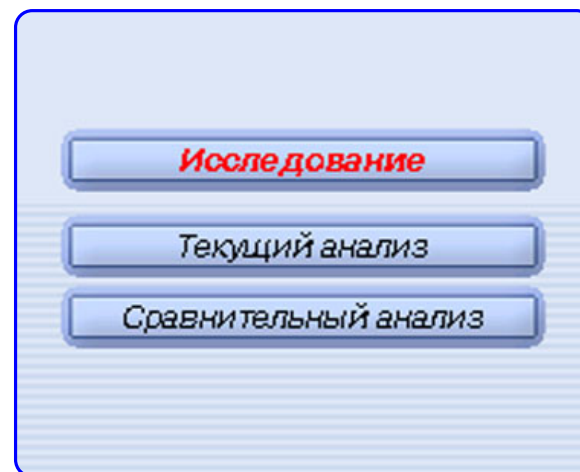 Исследование
Текущий анализ
Сравнительный анализ